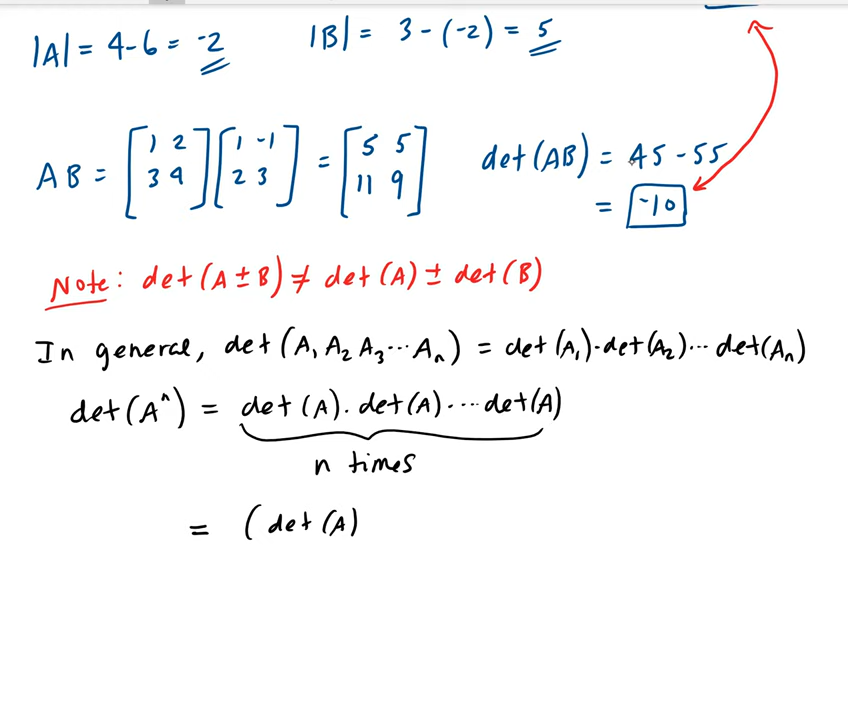 |A| = 4-6 = -2 |B| = 3 - (-2) = 5
AB = [1 2 3 4] [1 -1 2 3] = [5 5 11 9] det(AB) = 45 - 55
= -10
Note: det(A ± B) ≠ det(A) ± det(B)
In general, det(A₁ A₂ A₃ ... Aₙ) = det(A₁)·det(A₂)... det(Aₙ)
det(Aⁿ) = det(A)·det(A)·...det(A)
n times
= (det(A)